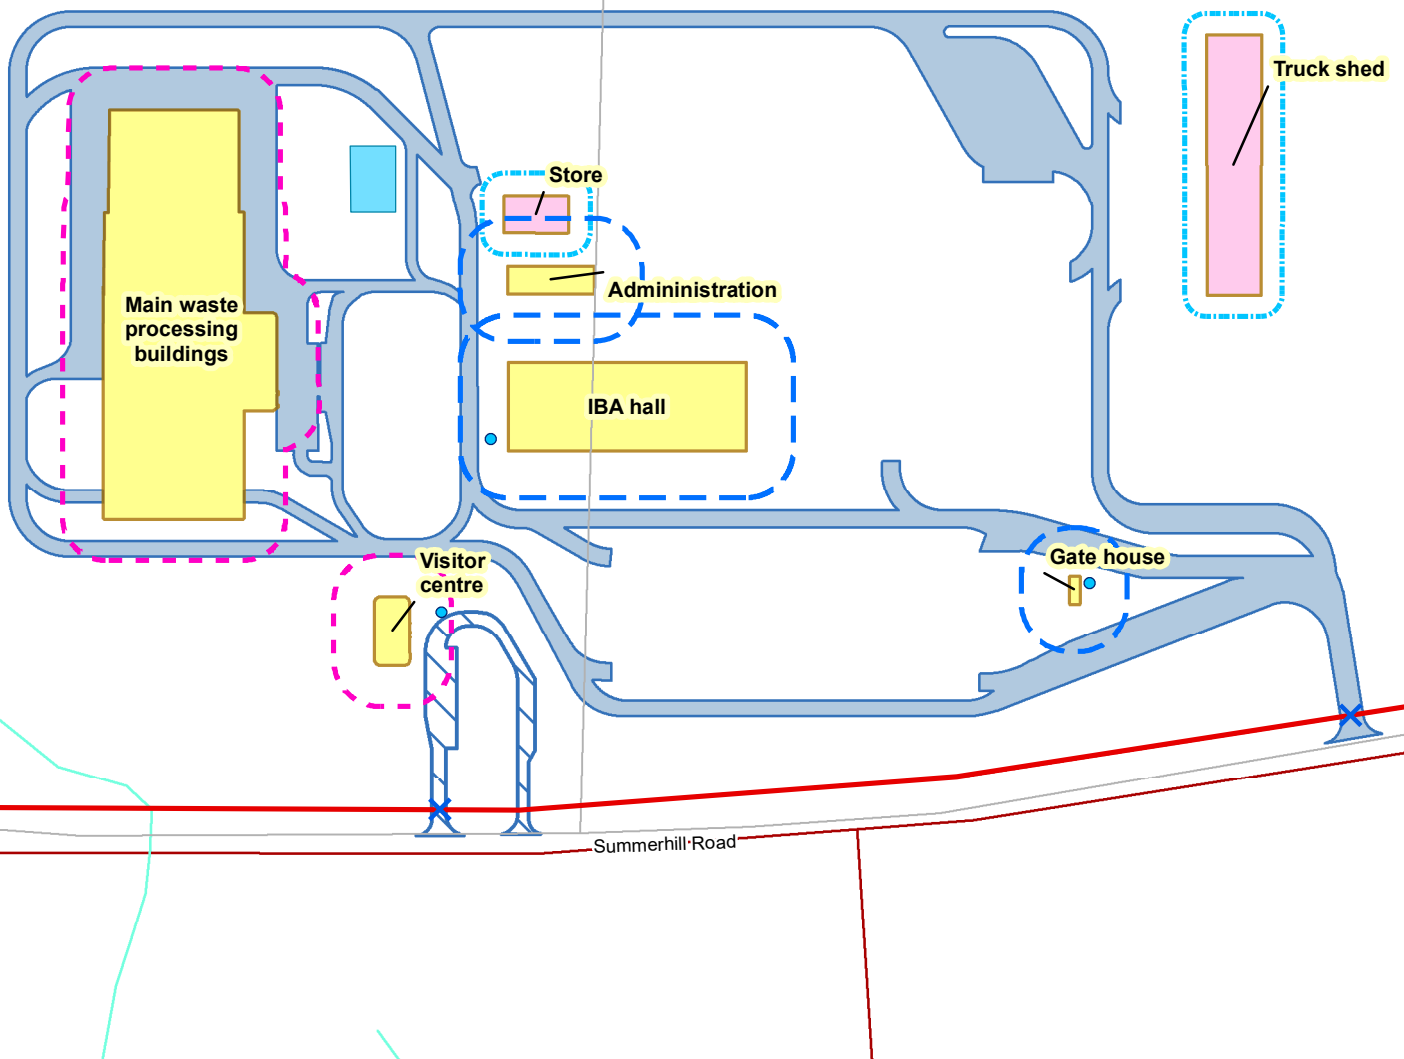 Truck shed
Store
Admininistration
Main waste
processing
buildings
IBA hall
Visitor
centre
Gate house
Summerhill Road